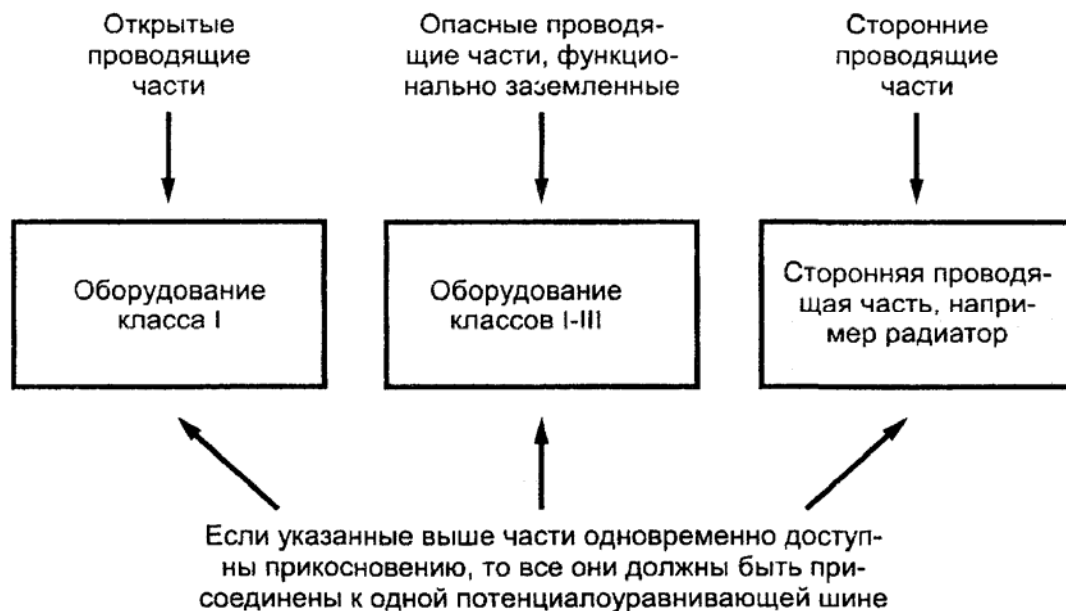 Открытые
проводящие
части
Опасные проводя-
щие части, функцио-
нально заземленные
Сторонние
проводящие
части
Оборудование
класса I
Оборудование
классов I-III
Сторонняя проводя-
щая часть, напри-
мер радиатор
Если указанные выше части одновременно доступ-
ны прикосновению, то все они должны быть при-
соединены к одной потенциалоуравнивающей шине